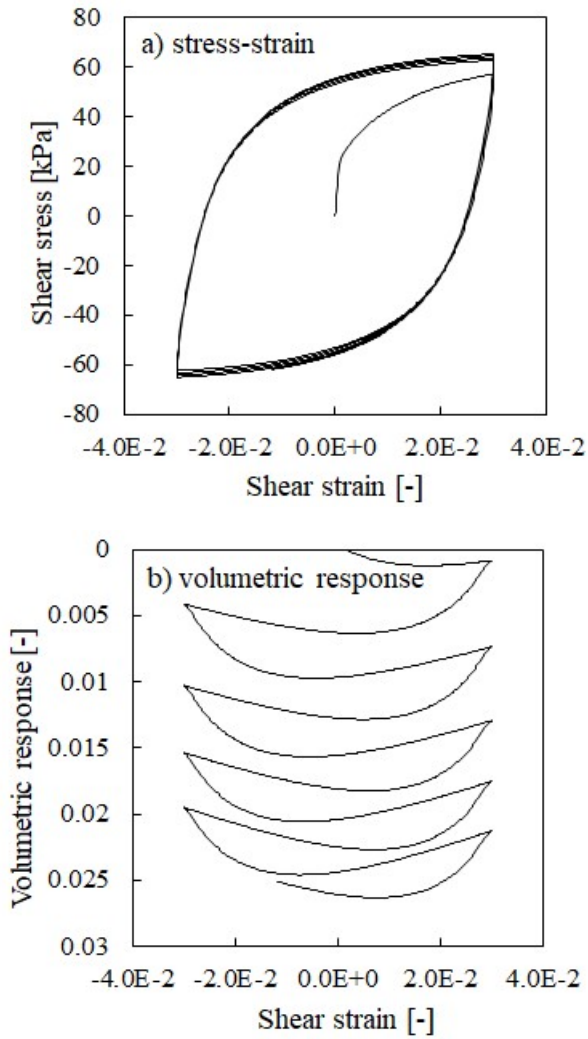 a) stress-strain
80
60
40
20
0
-20
-40
-60
-80
Shear sress [kPa]
-4.0E-2 -2.0E-2 0.0E+0 2.0E-2 4.0E-2
Shear strain [-]
b) volumetric response
0
0.005
0.01
0.015
0.02
0.025
0.03
Volumetric response [-]
-4.0E-2 -2.0E-2 0.0E+0 2.0E-2 4.0E-2
Shear strain [-]